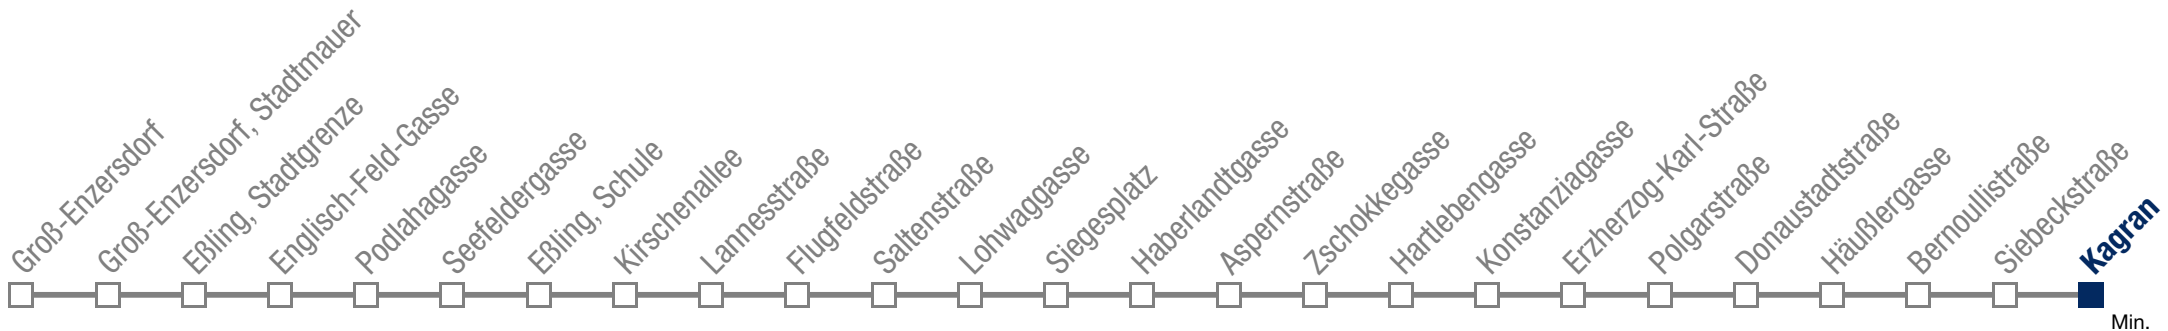 Groß-Enzersdorf
Groß-Enzersdorf, Stadtmauer
Eßling, Stadtgrenze
Englisch-Feld-Gasse
Podlahagasse
Seefeldergasse
Eßling, Schule
Kirschenallee
Lannesstraße
Flugfeldstraße
Saltenstraße
Lohwaggasse
Siegesplatz
Haberlandtgasse
Aspernstraße
Zschokkegasse
Hartlebengasse
Konstanziagasse
Erzherzog-Karl-Straße
Polgarstraße
Donaustadtstraße
Häußlergasse
Bernoullistraße
Siebeckstraße
Kagran
Min.